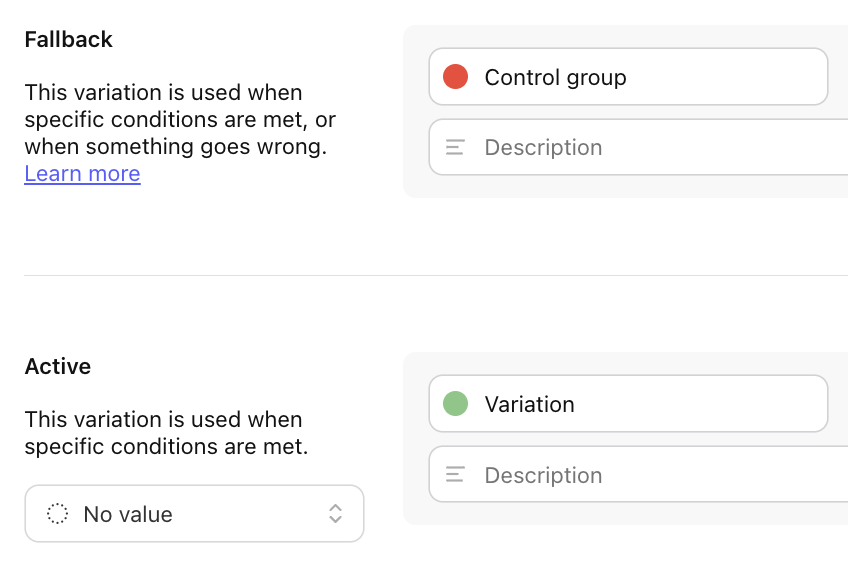 Fallback
This variation is used when
specific conditions are met, or
when something goes wrong.
Learn more
Control group
Description
Active
This variation is used when
specific conditions are met.
No value
Variation
Description